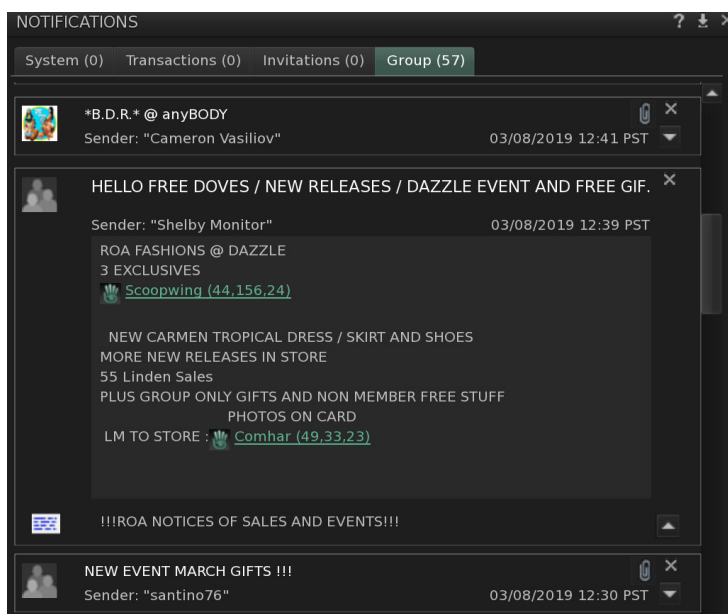 NOTIFICATIONS ?
System (0) Transactions (0) Invitations (0) Group (57)
*B.D.R.* @ anyBODY
Sender: "Cameron Vasiliov" 03/08/2019 12:41 PST
HELLO FREE DOVES / NEW RELEASES / DAZZLE EVENT AND FREE GIF.
Sender: "Shelby Monitor" 03/08/2019 12:39 PST
ROA FASHIONS @ DAZZLE
3 EXCLUSIVES
Scoopwing (44,156,24)
NEW CARMEN TROPICAL DRESS / SKIRT AND SHOES
MORE NEW RELEASES IN STORE
55 Linden Sales
PLUS GROUP ONLY GIFTS AND NON MEMBER FREE STUFF
PHOTOS ON CARD
LM TO STORE : Comhar (49,33,23)
!!!ROA NOTICES OF SALES AND EVENTS!!!
NEW EVENT MARCH GIFTS !!!
Sender: "santino76" 03/08/2019 12:30 PST